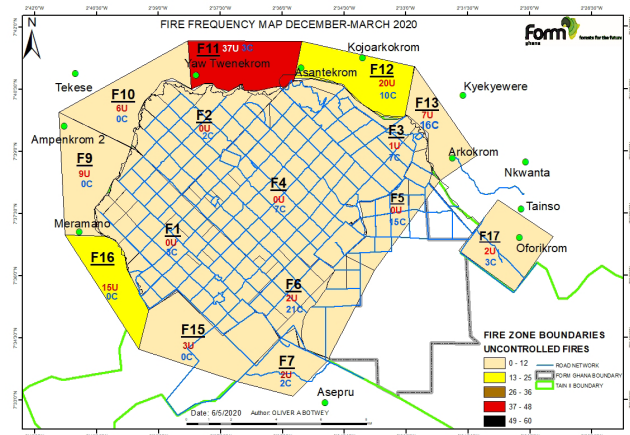 FIRE FREQUENCY MAP DECEMBER-MARCH 2020
Form
ghana
forests for the future
N
Kojoarkokrom
F11 37U 3C
Yaw Twenekrom
Asantekrom
F12
20U
10C
Tekese
F10
6U
0C
Kyekyewere
F13
7U
16C
F2
0U
2C
F3
1U
7C
Ampenkrom 2
Arkokrom
F9
9U
0C
Nkwanta
F4
0U
7C
F5
0U
15C
Tainso
Meramano
F1
0U
F17
2U
3C
Oforikrom
F16
15U
0C
F6
2U
21C
F15
3U
0C
F7
2U
2C
Asepru
FIRE ZONE BOUNDARIES
UNCONTROLLED FIRES
0 - 12
13 - 25
26 - 36
37 - 48
49 - 60
ROAD NETWORK
FORM GHANA BOUNDARY
TAIN II BOUNDARY
Date: 6/5/2020 Author: OLIVER ABOTWEY